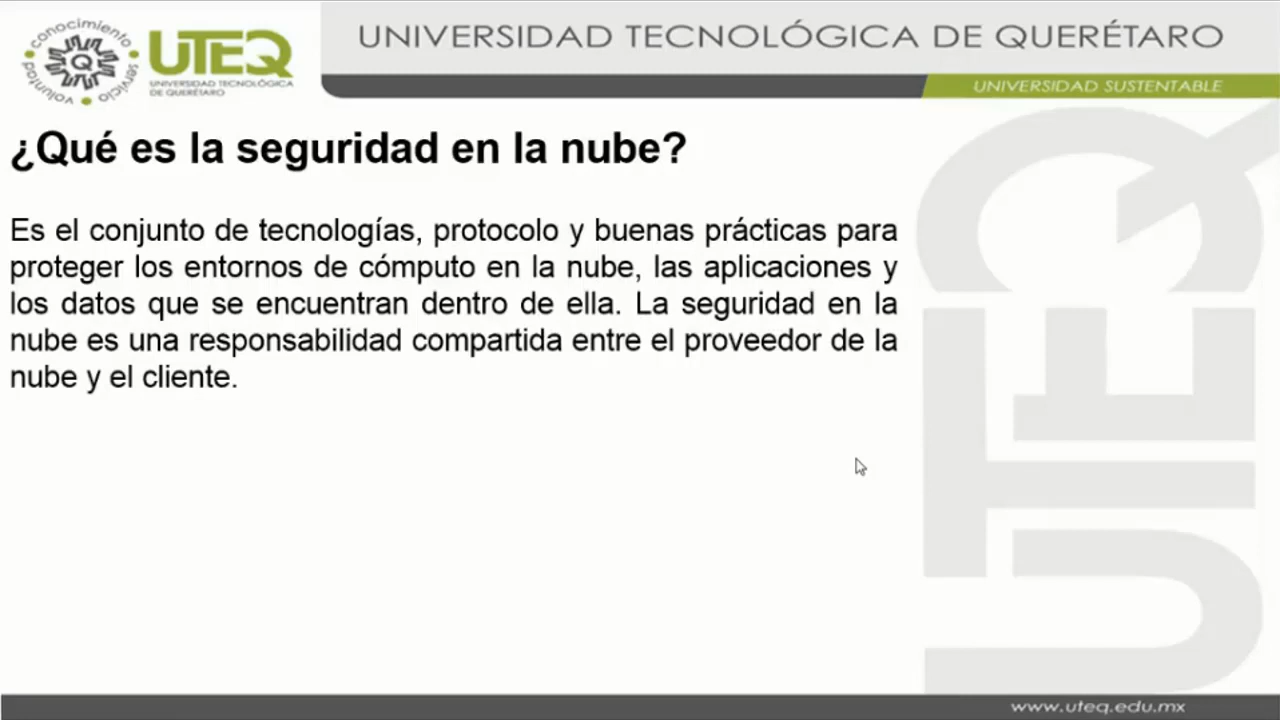 conocimiento
servicio
voluntad
Q
UTEQ
UNIVERSIDAD TECNOLÓGICA
DE QUERÉTARO
UNIVERSIDAD TECNOLÓGICA DE QUERÉTARO
UNIVERSIDAD SUSTENTABLE
¿Qué es la seguridad en la nube?
Es el conjunto de tecnologías, protocolo y buenas prácticas para
proteger los entornos de cómputo en la nube, las aplicaciones y
los datos que se encuentran dentro de ella. La seguridad en la
nube es una responsabilidad compartida entre el proveedor de la
nube y el cliente.
UTEQ
www.uteq.edu.mx